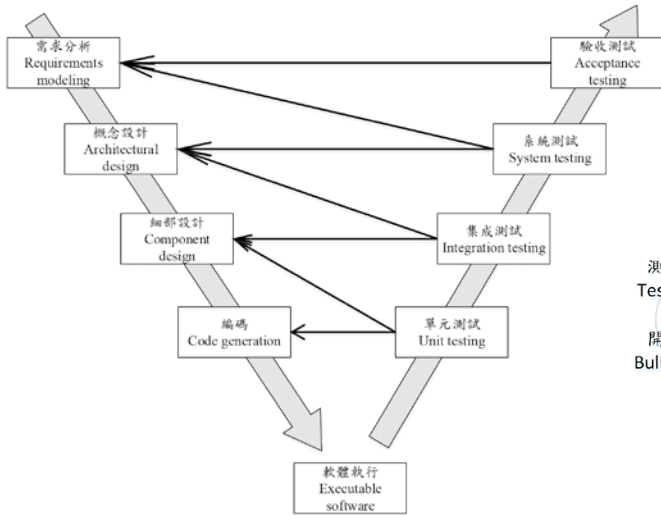 需求分析
Requirements
modeling
驗收測試
Acceptance
testing
概念設計
Architectural
design
系統測試
System testing
細部設計
Component
design
集成測試
Integration testing
編碼
Code generation
單元測試
Unit testing
軟體執行
Executable
software